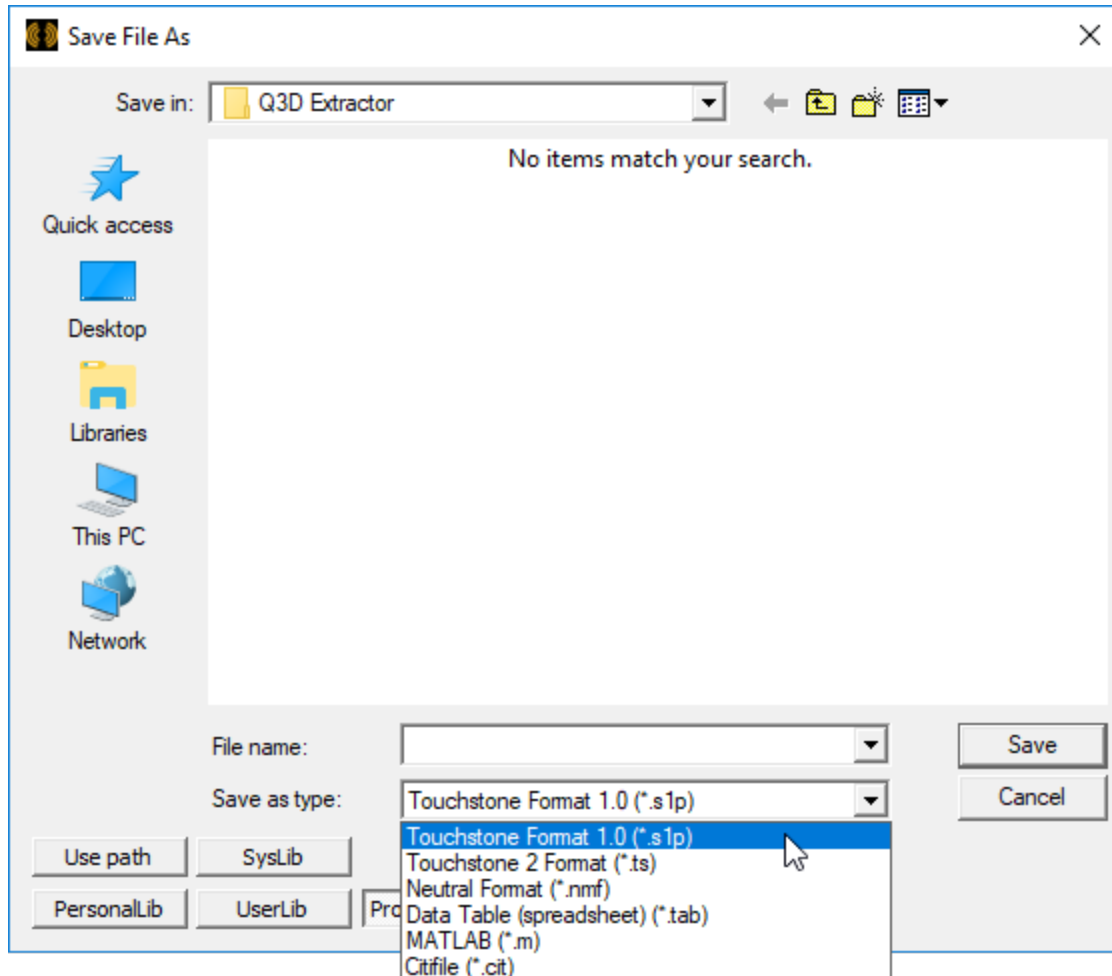 Save File As
Save in:
Q3D Extractor
No items match your search.
Quick access
Desktop
Libraries
This PC
Network
File name:
Save
Save as type:
Touchstone Format 1.0 (*.s1p)
Cancel
Touchstone Format 1.0 (*.s1p)
Touchstone 2 Format (*.ts)
Neutral Format (*.nmf)
Data Table (spreadsheet) (*.tab)
MATLAB (*.m)
Citifile (*.cit)
Use path
SysLib
PersonalLib
UserLib
Pro